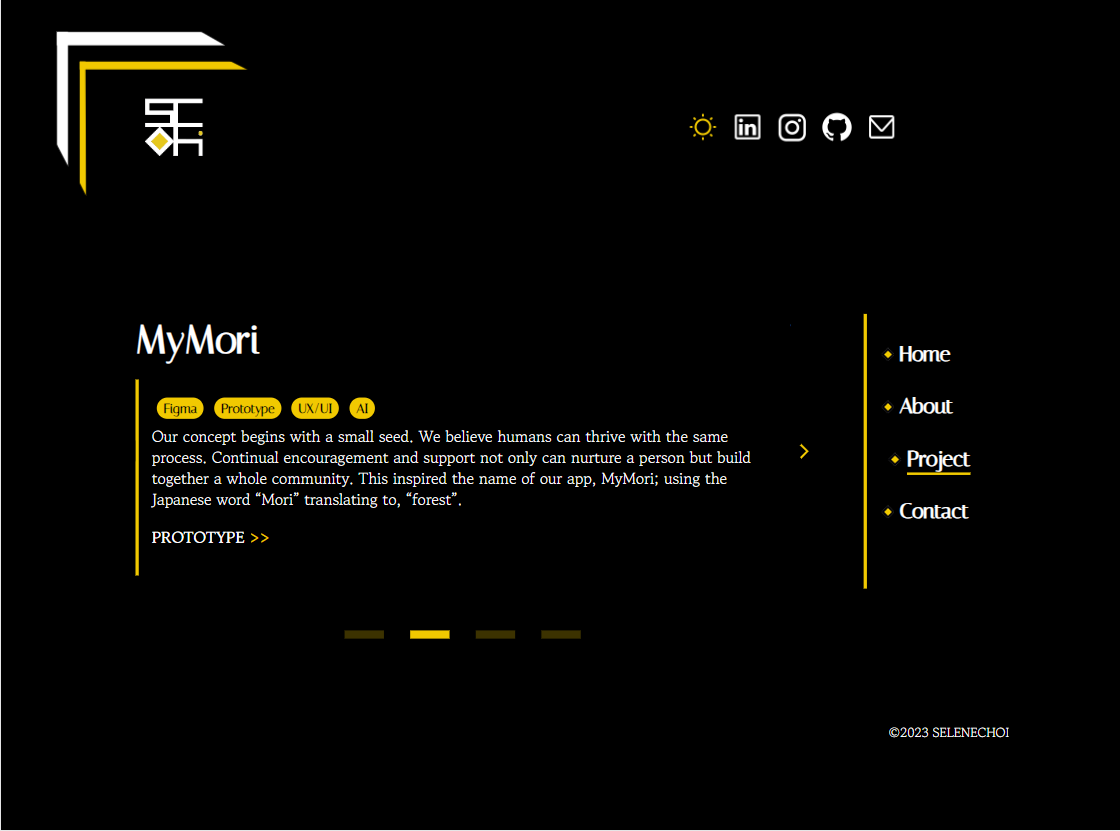 MyMori
Figma Prototype UX/UI AI
Our concept begins with a small seed. We believe humans can thrive with the same
process. Continual encouragement and support not only can nurture a person but build
together a whole community. This inspired the name of our app, MyMori; using the
Japanese word “Mori” translating to, “forest”.
PROTOTYPE >>
Home
About
Project
Contact
©2023 SELENECHOI